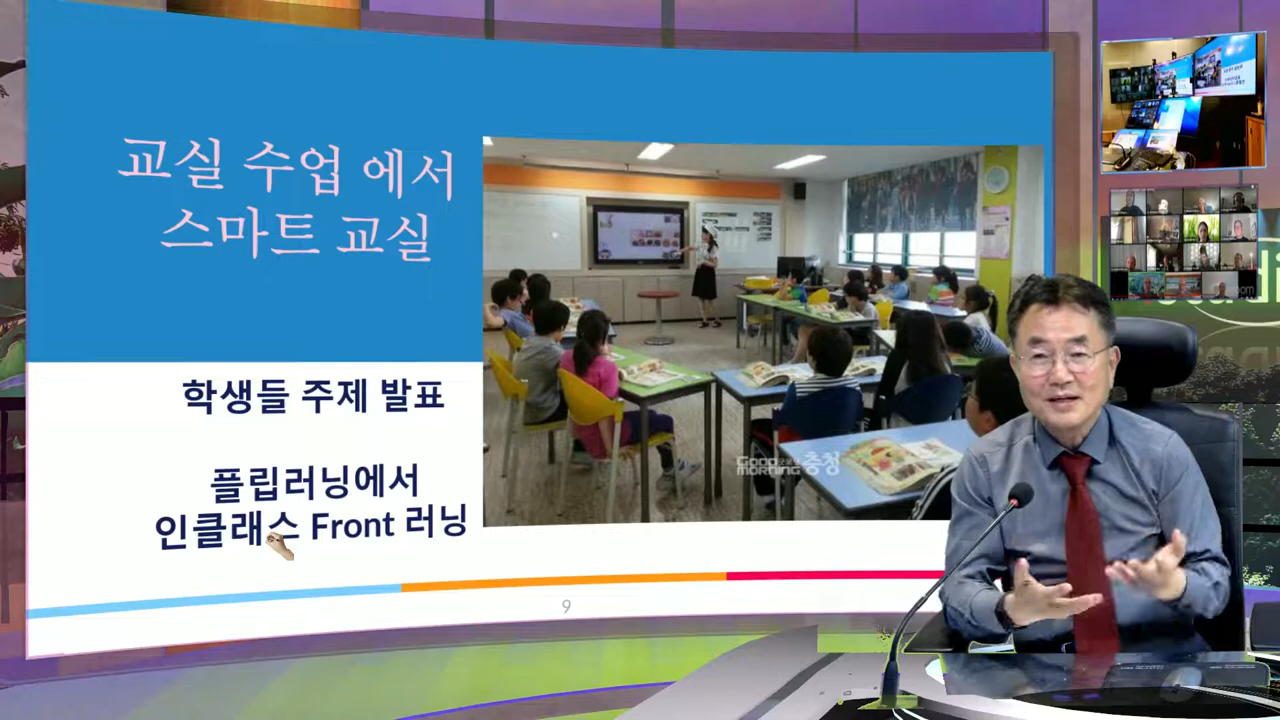 교실 수업 에서
스마트 교실
학생들 주제 발표
플립러닝에서
인클래스 Front 러닝
GOOD
MORNING 충청
9